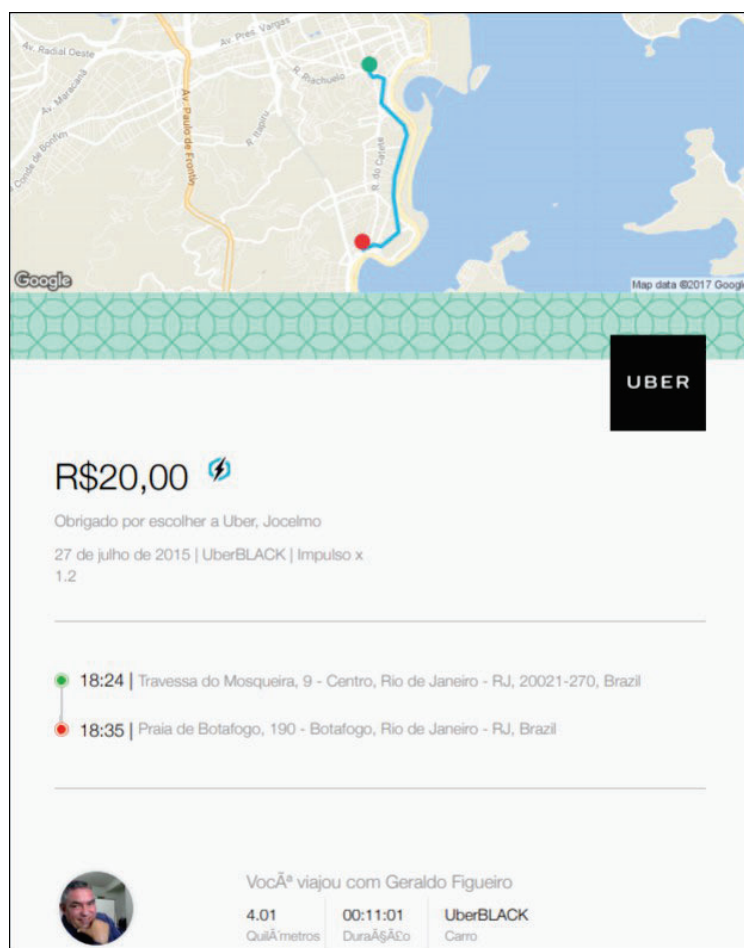 Av. Pres. Vargas
Av. Radial Oeste
R. Riachuelo
Av. Maracanã
Av. Paulo de Frontin
R. Itapiru
R. do Catete
Conde de Bonfim
Google
Map data ©2017 Google
UBER
R$20,00
Obrigado por escolher a Uber, Jocelmo
27 de julho de 2015 | UberBLACK | Impulso x
1.2
18:24 | Travessa do Mosqueira, 9 - Centro, Rio de Janeiro - RJ, 20021-270, Brazil
18:35 | Praia de Botafogo, 190 - Botafogo, Rio de Janeiro - RJ, Brazil
VocÃª viajou com Geraldo Figueiro
4.01 00:11:01 UberBLACK
QuilÃ´metros DuraÃ§Ã£o Carro